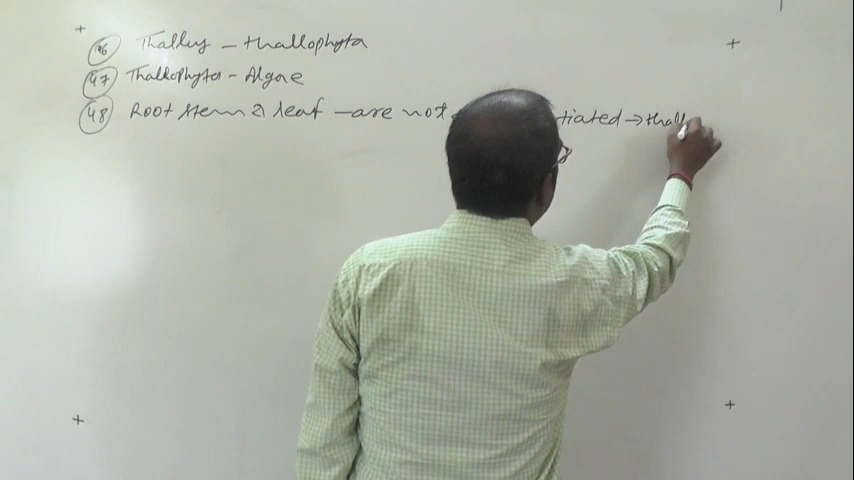 46 Thallus - thallophyta
47 Thallophyta - Algae
48 Root stem & leaf - are not tiated → thall